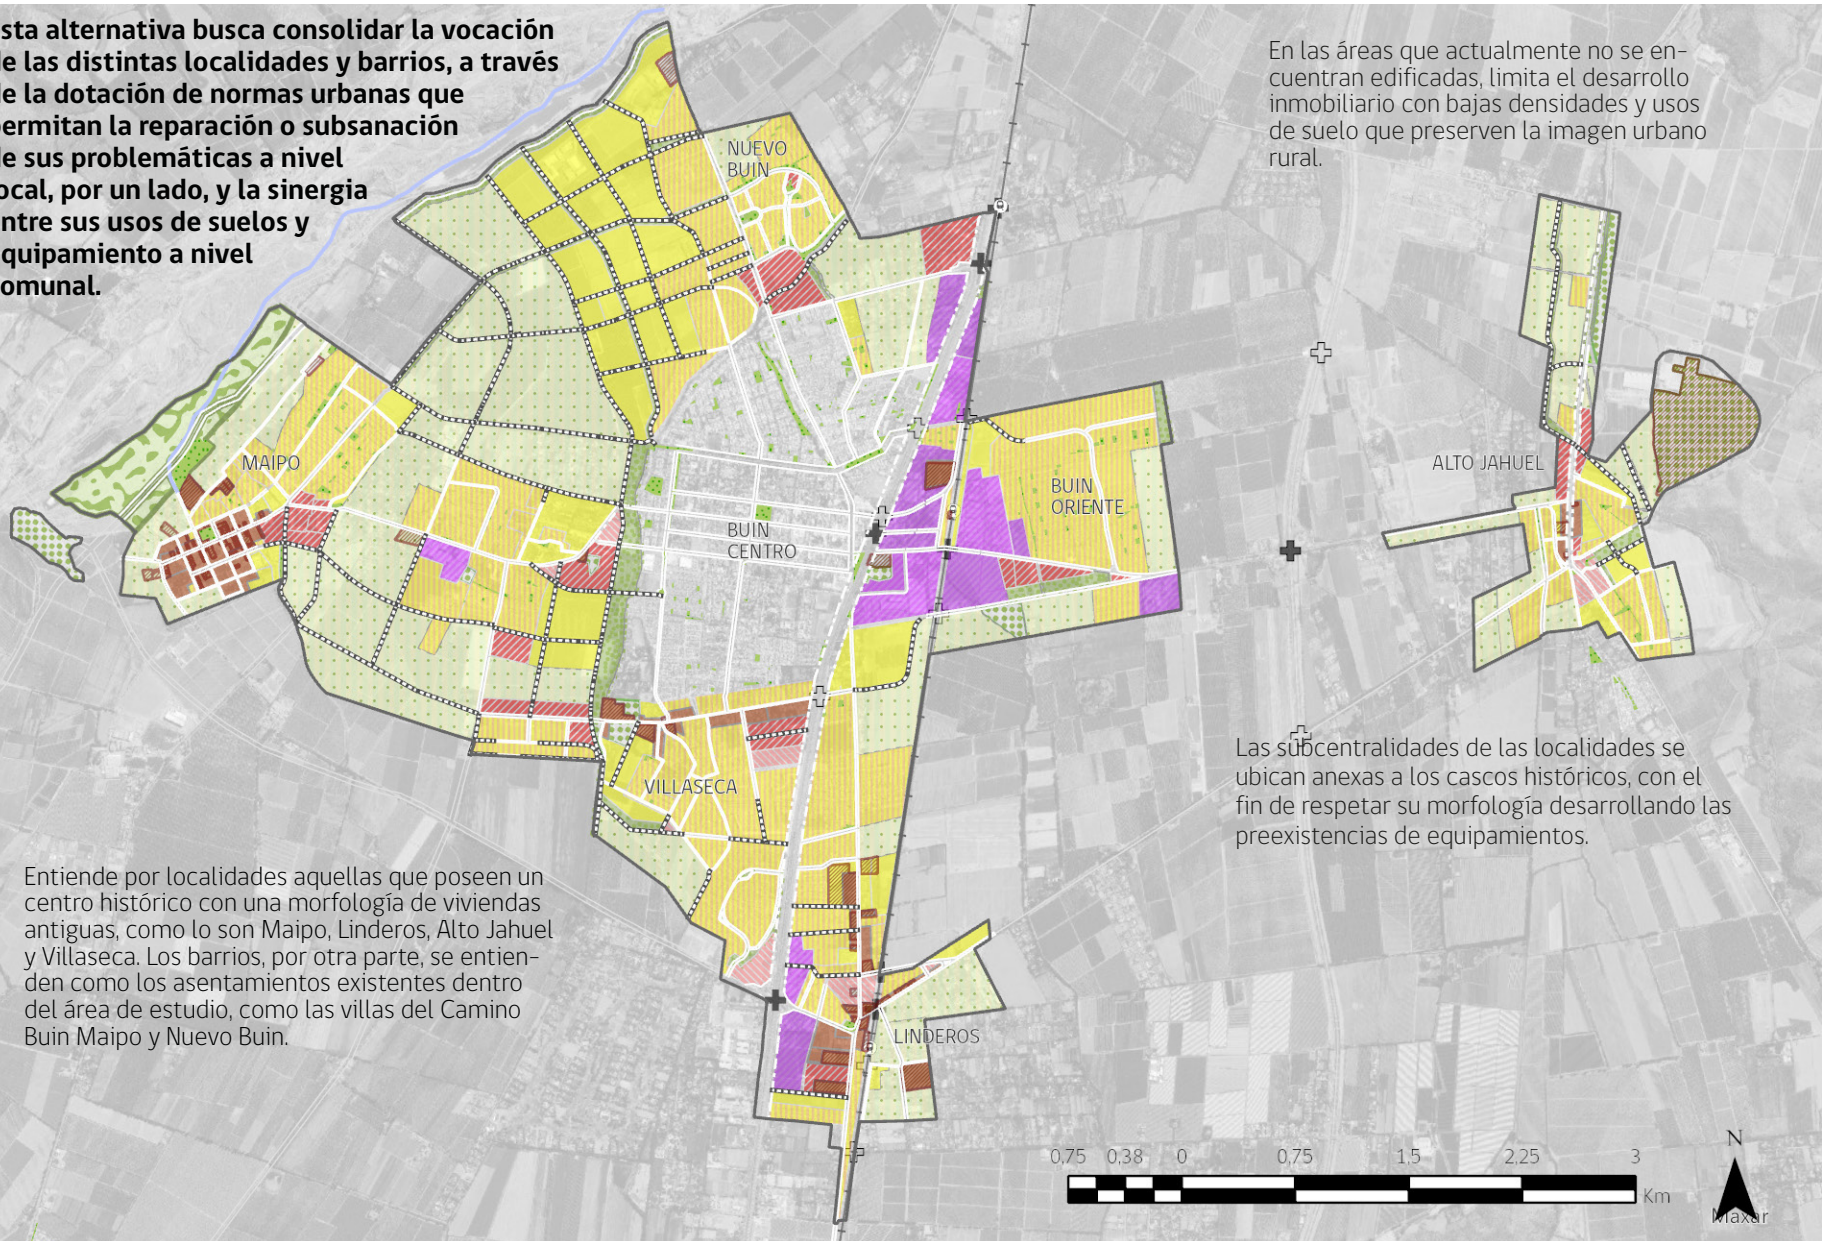 sta alternativa busca consolidar la vocación
de las distintas localidades y barrios, a través
de la dotación de normas urbanas que
permitan la reparación o subsanación
de sus problemáticas a nivel
local, por un lado, y la sinergia
entre sus usos de suelos y
equipamiento a nivel
comunal.
En las áreas que actualmente no se en-
cuentran edificadas, limita el desarrollo
inmobiliario con bajas densidades y usos
de suelo que preserven la imagen urbano
rural.
NUEVO
BUIN
MAIPO
ALTO JAHUEL
BUIN
ORIENTE
BUIN
CENTRO
VILLASECA
Las subcentralidades de las localidades se
ubican anexas a los cascos históricos, con el
fin de respetar su morfología desarrollando las
preexistencias de equipamientos.
Entiende por localidades aquellas que poseen un
centro histórico con una morfología de viviendas
antiguas, como lo son Maipo, Linderos, Alto Jahuel
y Villaseca. Los barrios, por otra parte, se entien-
den como los asentamientos existentes dentro
del área de estudio, como las villas del Camino
Buin Maipo y Nuevo Buin.
LINDEROS
0,75 0,38 0 0,75 1,5 2,25 3
Km
N
Maxar